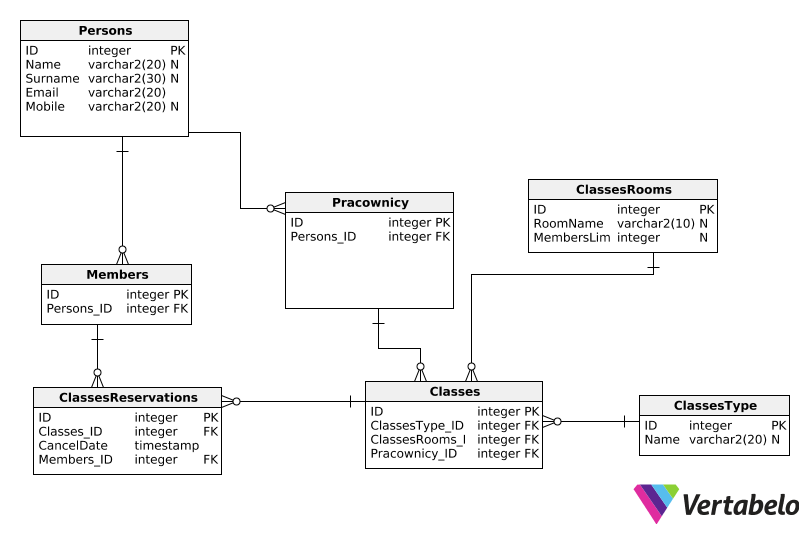 Persons
ID integer PK
Name varchar2(20) N
Surname varchar2(30) N
Email varchar2(20)
Mobile varchar2(20) N
Pracownicy
ID integer PK
Persons_ID integer FK
ClassesRooms
ID integer PK
RoomName varchar2(10) N
MembersLim integer N
Members
ID integer PK
Persons_ID integer FK
ClassesReservations
ID integer PK
Classes_ID integer FK
CancelDate timestamp
Members_ID integer FK
Classes
ID integer PK
ClassesType_ID integer FK
ClassesRooms_I integer FK
Pracownicy_ID integer FK
ClassesType
ID integer PK
Name varchar2(20) N
Vertabelo